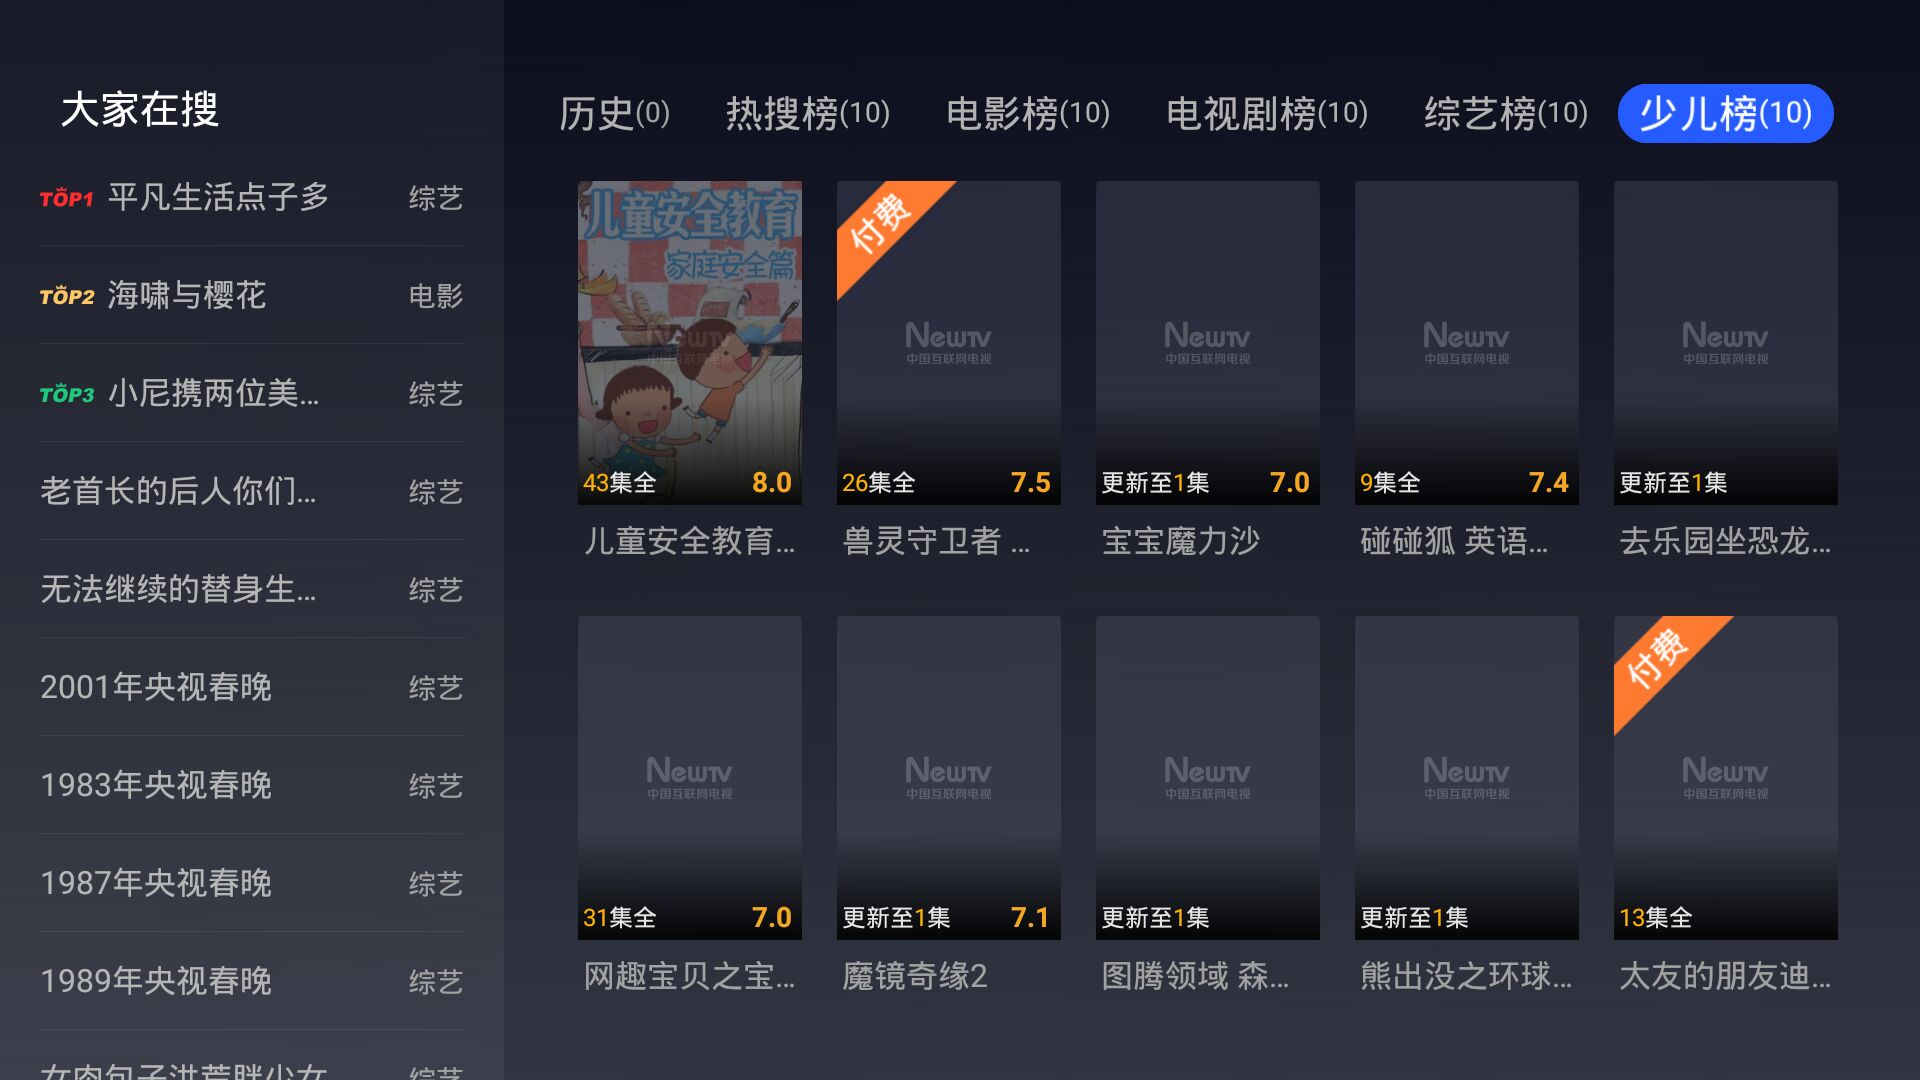 大家在搜
TOP1 平凡生活点子多 综艺
TOP2 海啸与樱花 电影
TOP3 小尼携两位美... 综艺
老首长的后人你们... 综艺
无法继续的替身生... 综艺
2001年央视春晚 综艺
1983年央视春晚 综艺
1987年央视春晚 综艺
1989年央视春晚 综艺
女肉包子洪荒胖少女 综艺
历史(0) 热搜榜(10) 电影榜(10) 电视剧榜(10) 综艺榜(10) 少儿榜(10)
儿童安全教育
家庭安全篇
NewTV
中国互联网电视
43集全 8.0
儿童安全教育...
付费
NewTV
中国互联网电视
26集全 7.5
兽灵守卫者 ...
NewTV
中国互联网电视
更新至1集 7.0
宝宝魔力沙
NewTV
中国互联网电视
9集全 7.4
碰碰狐 英语...
NewTV
中国互联网电视
更新至1集
去乐园坐恐龙...
NewTV
中国互联网电视
31集全 7.0
网趣宝贝之宝...
NewTV
中国互联网电视
更新至1集 7.1
魔镜奇缘2
NewTV
中国互联网电视
更新至1集
图腾领域 森...
NewTV
中国互联网电视
更新至1集
熊出没之环球...
付费
NewTV
中国互联网电视
13集全
太友的朋友迪...